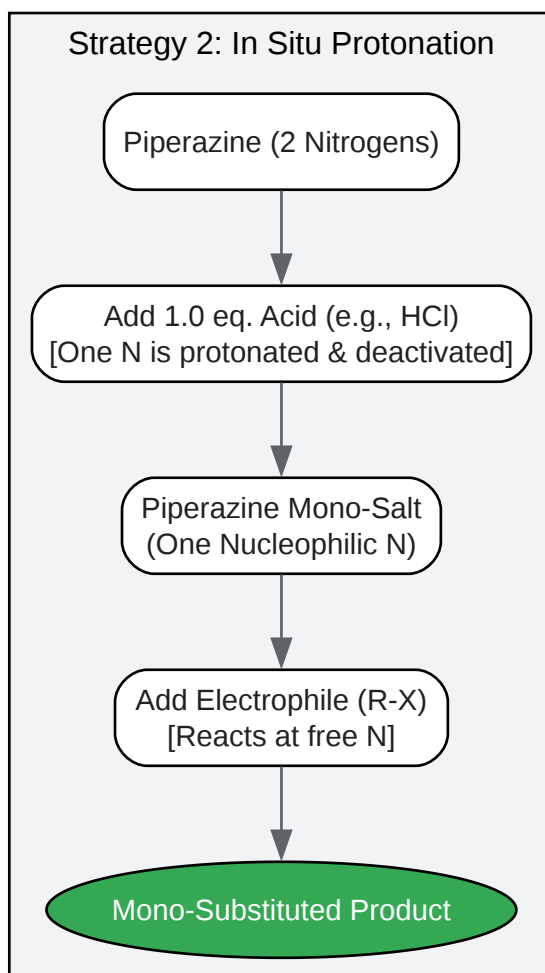 Strategy 2: In Situ Protonation
Piperazine (2 Nitrogens)
Add 1.0 eq. Acid (e.g., HCl)
[One N is protonated & deactivated]
Piperazine Mono-Salt
(One Nucleophilic N)
Add Electrophile (R-X)
[Reacts at free N]
Mono-Substituted Product